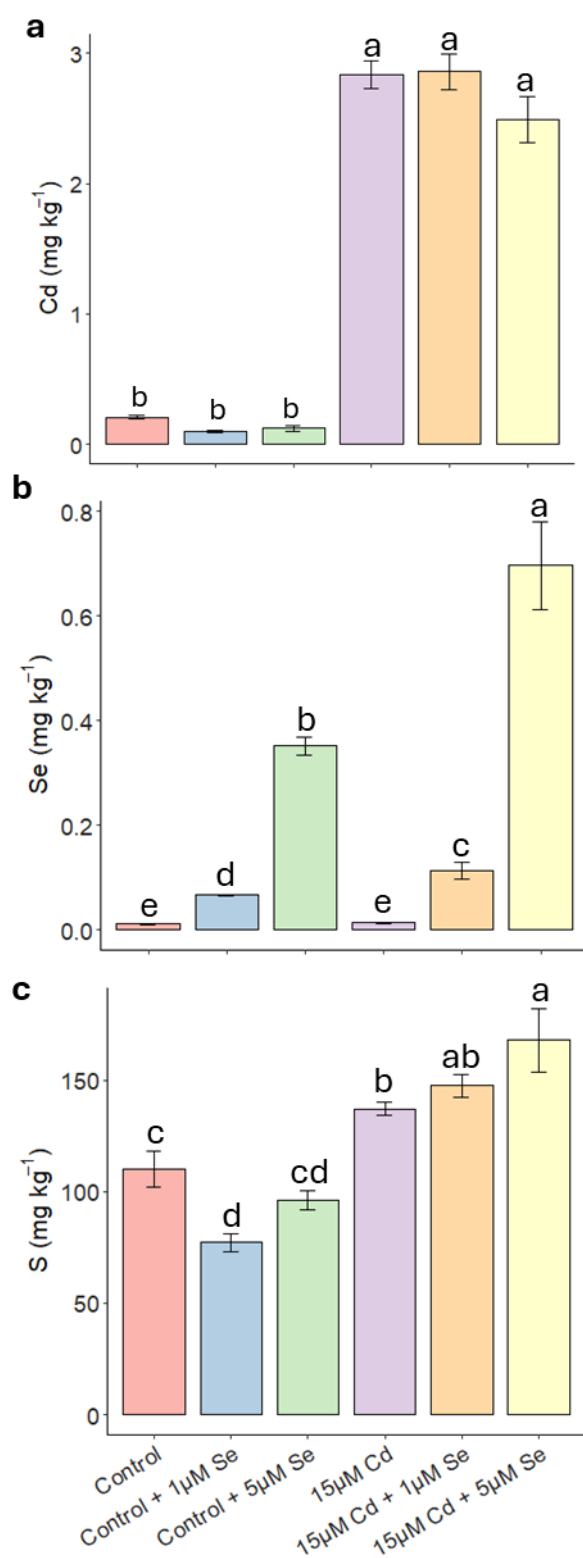 a
Cd (mg kg⁻¹)
3
2
1
0
b
b
b
a
a
a
b
Se (mg kg⁻¹)
0.8
0.6
0.4
0.2
0.0
e
d
b
e
c
a
c
S (mg kg⁻¹)
150
100
50
0
c
d
cd
b
ab
a
Control
Control + 1µM Se
Control + 5µM Se
15µM Cd
15µM Cd + 1µM Se
15µM Cd + 5µM Se